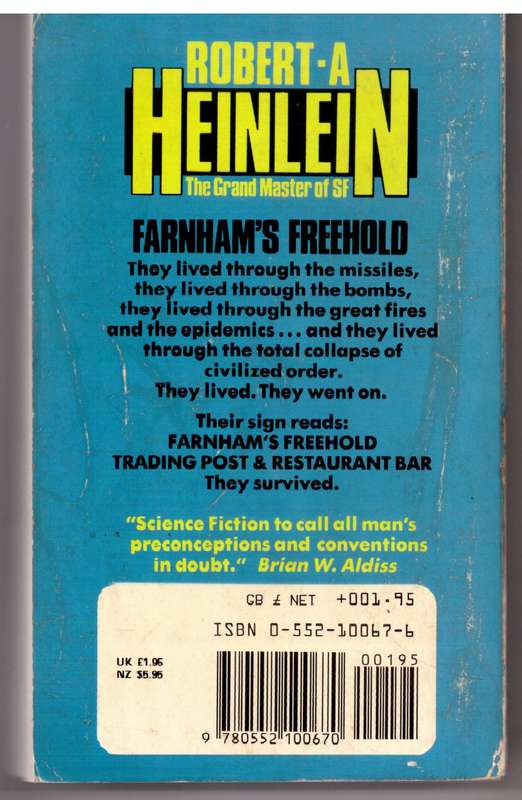 ROBERT·A
HEINLEIN
The Grand Master of SF
FARNHAM'S FREEHOLD
They lived through the missiles,
they lived through the bombs,
they lived through the great fires
and the epidemics ... and they lived
through the total collapse of
civilized order.
They lived. They went on.
Their sign reads:
FARNHAM'S FREEHOLD
TRADING POST & RESTAURANT BAR
They survived.
"Science Fiction to call all man's
preconceptions and conventions
in doubt." Brian W. Aldiss
GB £ NET +001.95
ISBN 0-552-10067-6
00195
UK £1.95
NZ $5.95
9 780552 100670